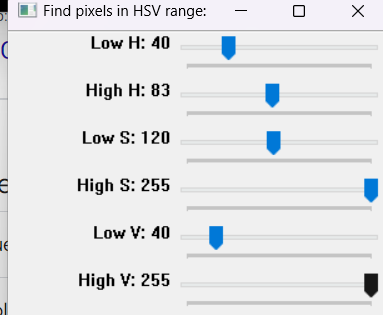 Find pixels in HSV range:
Low H: 40
High H: 83
Low S: 120
High S: 255
Low V: 40
High V: 255